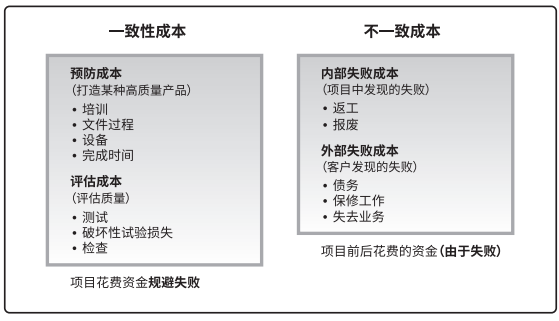 一致性成本
预防成本
（打造某种高质量产品）
• 培训
• 文件过程
• 设备
• 完成时间
评估成本
（评估质量）
• 测试
• 破坏性试验损失
• 检查
项目花费资金规避失败
不一致成本
内部失败成本
（项目中发现的失败）
• 返工
• 报废
外部失败成本
（客户发现的失败）
• 债务
• 保修工作
• 失去业务
项目前后花费的资金（由于失败）